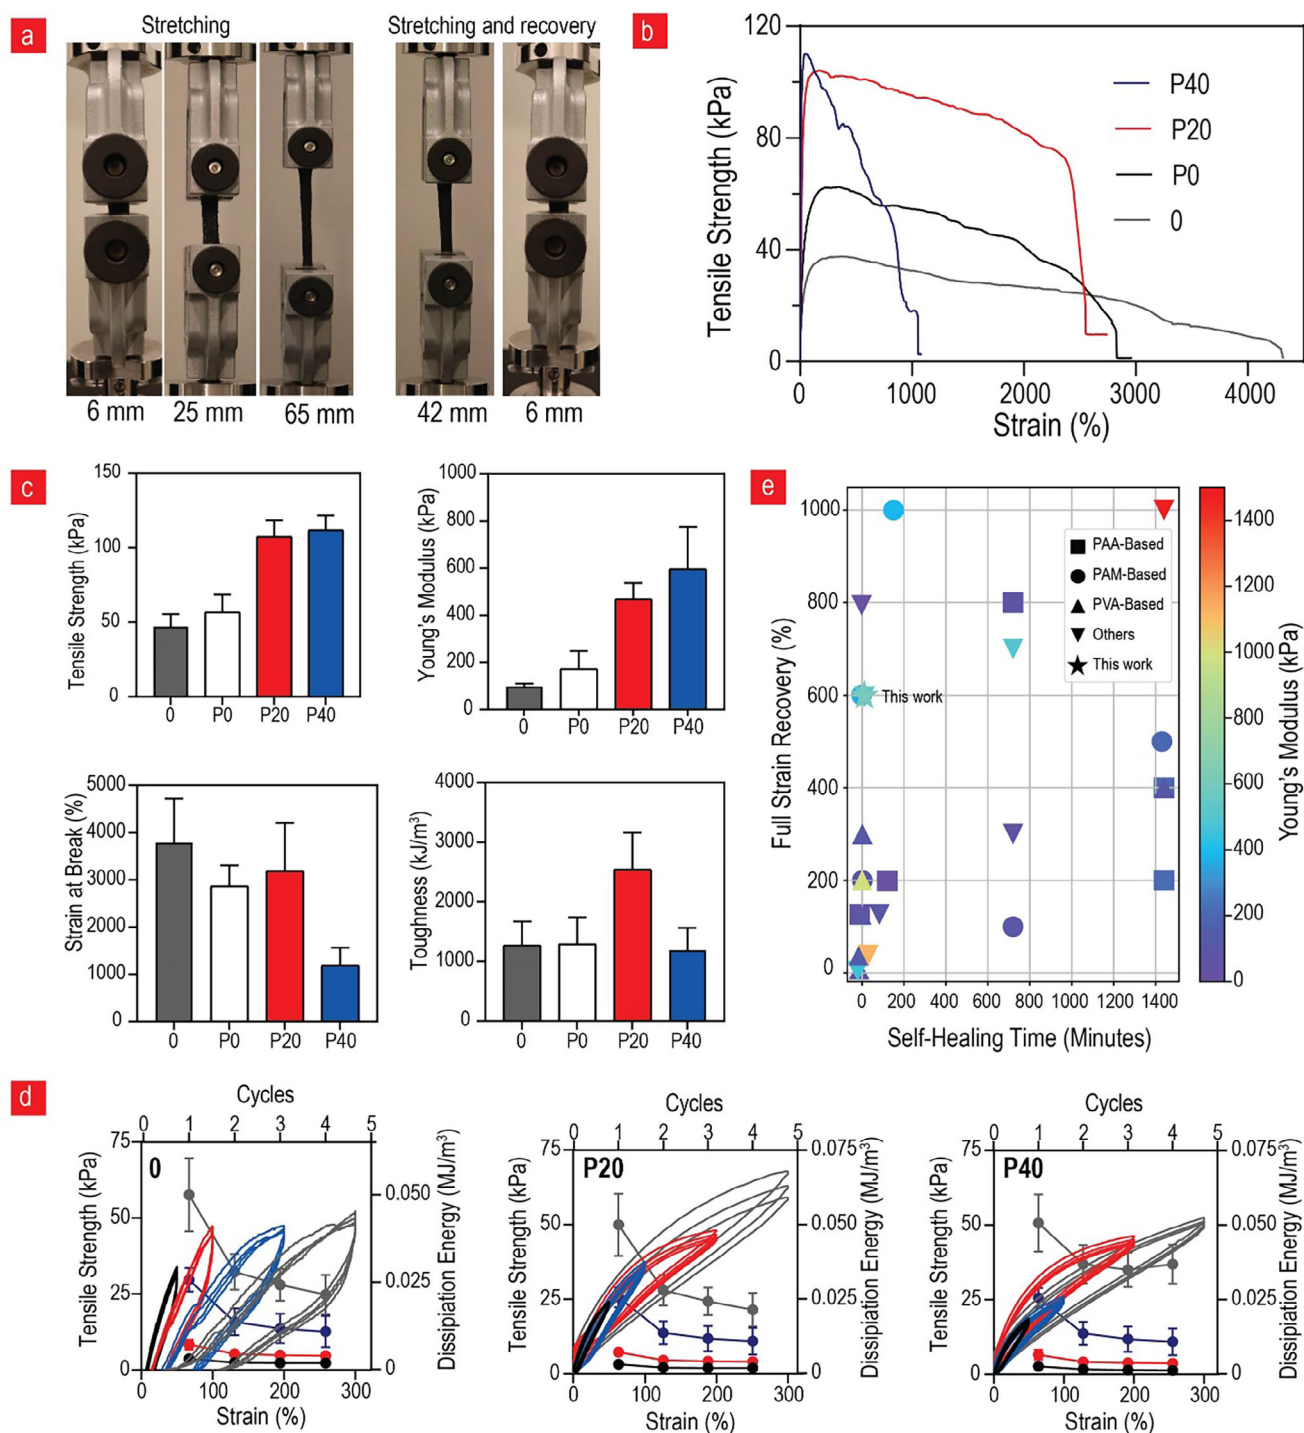 a
Stretching
Stretching and recovery
6 mm
25 mm
65 mm
42 mm
6 mm
b
120
80
40
0
Tensile Strength (kPa)
P40
P20
P0
0
0
1000
2000
3000
4000
Strain (%)
c
150
100
50
0
Tensile Strength (kPa)
0
P0
P20
P40
1000
800
600
400
200
0
Young's Modulus (kPa)
0
P0
P20
P40
5000
4000
3000
2000
1000
0
Strain at Break (%)
0
P0
P20
P40
4000
3000
2000
1000
0
Toughness (kJ/m³)
0
P0
P20
P40
e
1000
800
600
400
200
0
Full Strain Recovery (%)
PAA-Based
PAM-Based
PVA-Based
Others
This work
This work
0
200
400
600
800
1000
1200
1400
Self-Healing Time (Minutes)
1400
1200
1000
800
600
400
200
0
Young's Modulus (kPa)
d
Cycles
0
1
2
3
4
5
75
50
25
0
Tensile Strength (kPa)
0
0.050
0.025
0
Dissipiation Energy (MJ/m³)
0
100
200
300
Strain (%)
Cycles
0
1
2
3
4
5
75
50
25
0
Tensile Strength (kPa)
P20
0.075
0.050
0.025
0
Dissipiation Energy (MJ/m³)
0
100
200
300
Strain (%)
Cycles
0
1
2
3
4
5
75
50
25
0
Tensile Strength (kPa)
P40
0.075
0.050
0.025
0
Dissipiation Energy (MJ/m³)
0
100
200
300
Strain (%)